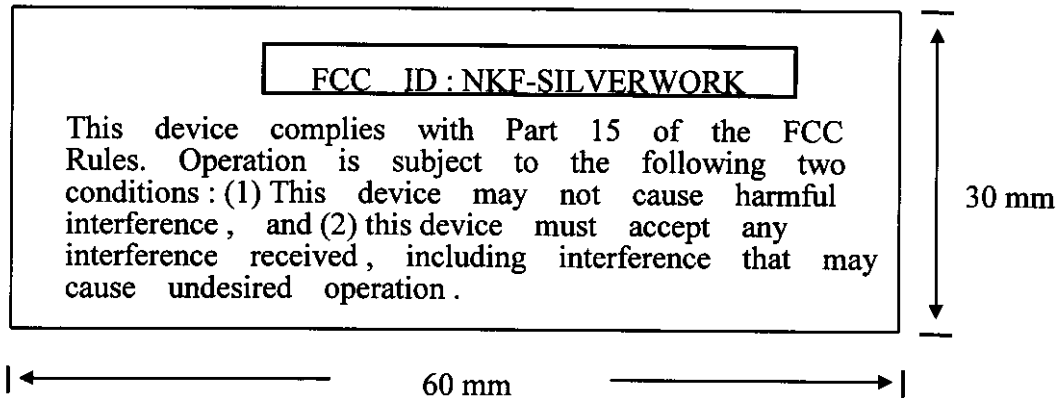 FCC ID : NKF-SILVERWORK
This device complies with Part 15 of the FCC
Rules. Operation is subject to the following two
conditions : (1) This device may not cause harmful
interference , and (2) this device must accept any
interference received , including interference that may
cause undesired operation .
30 mm
60 mm